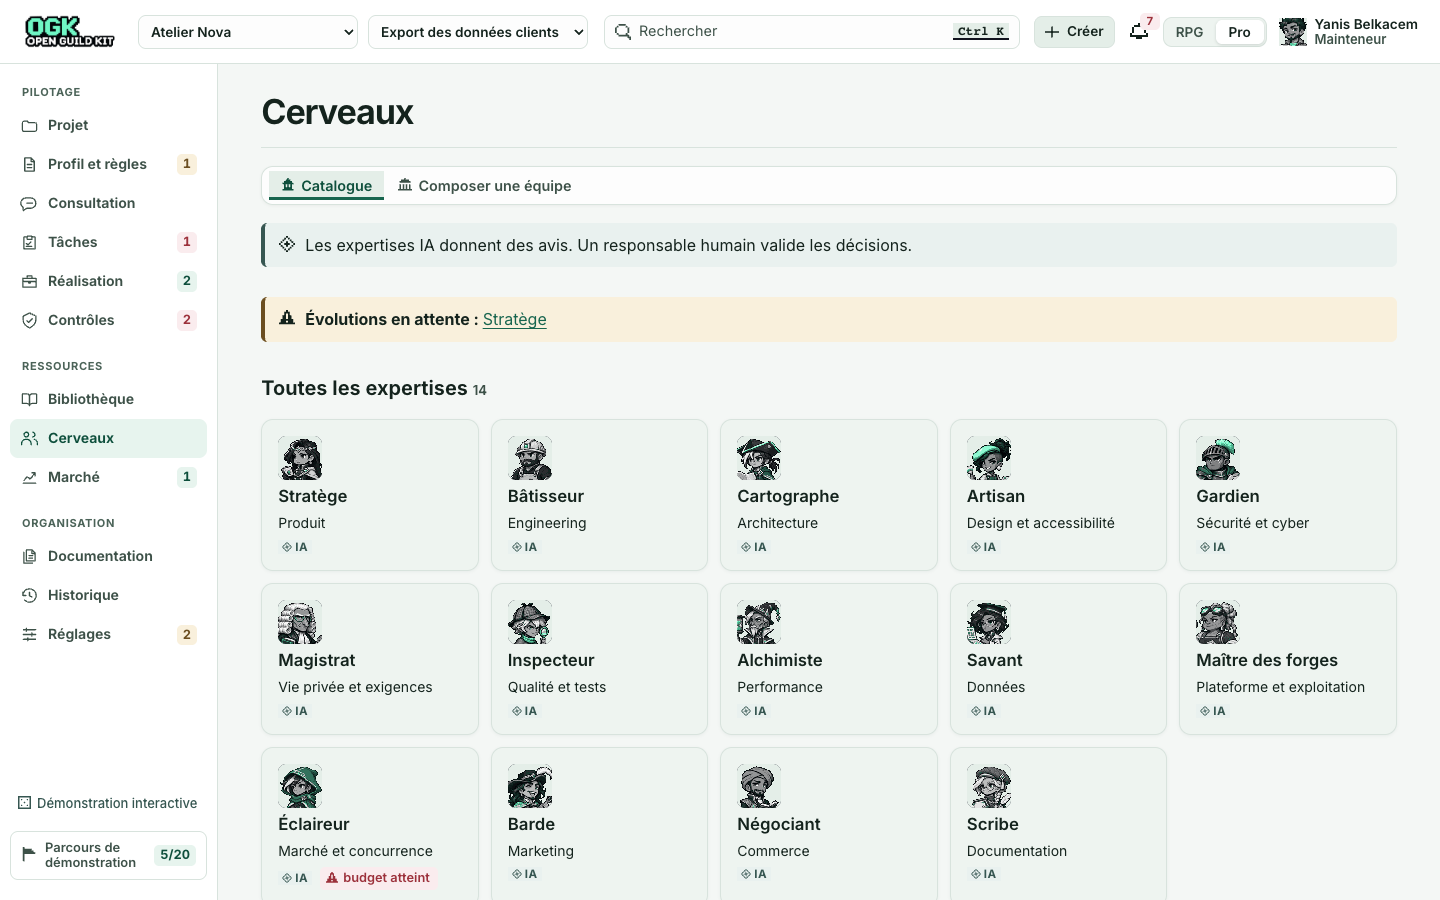 OGK
OPEN GUILD KIT
Atelier Nova
Export des données clients
Rechercher
Ctrl K
Créer
7
RPG
Pro
Yanis Belkacem
Mainteneur
PILOTAGE
Projet
Profil et règles 1
Consultation
Tâches 1
Réalisation 2
Contrôles 2
RESSOURCES
Bibliothèque
Cerveaux
Marché 1
ORGANISATION
Documentation
Historique
Réglages 2
Démonstration interactive
Parcours de
démonstration
5/20
Cerveaux
Catalogue
Composer une équipe
Les expertises IA donnent des avis. Un responsable humain valide les décisions.
Évolutions en attente : Stratège
Toutes les expertises 14
Stratège
Produit
IA
Bâtisseur
Engineering
IA
Cartographe
Architecture
IA
Artisan
Design et accessibilité
IA
Gardien
Sécurité et cyber
IA
Magistrat
Vie privée et exigences
IA
Inspecteur
Qualité et tests
IA
Alchimiste
Performance
IA
Savant
Données
IA
Maître des forges
Plateforme et exploitation
IA
Éclaireur
Marché et concurrence
IA
budget atteint
Barde
Marketing
IA
Négociant
Commerce
IA
Scribe
Documentation
IA